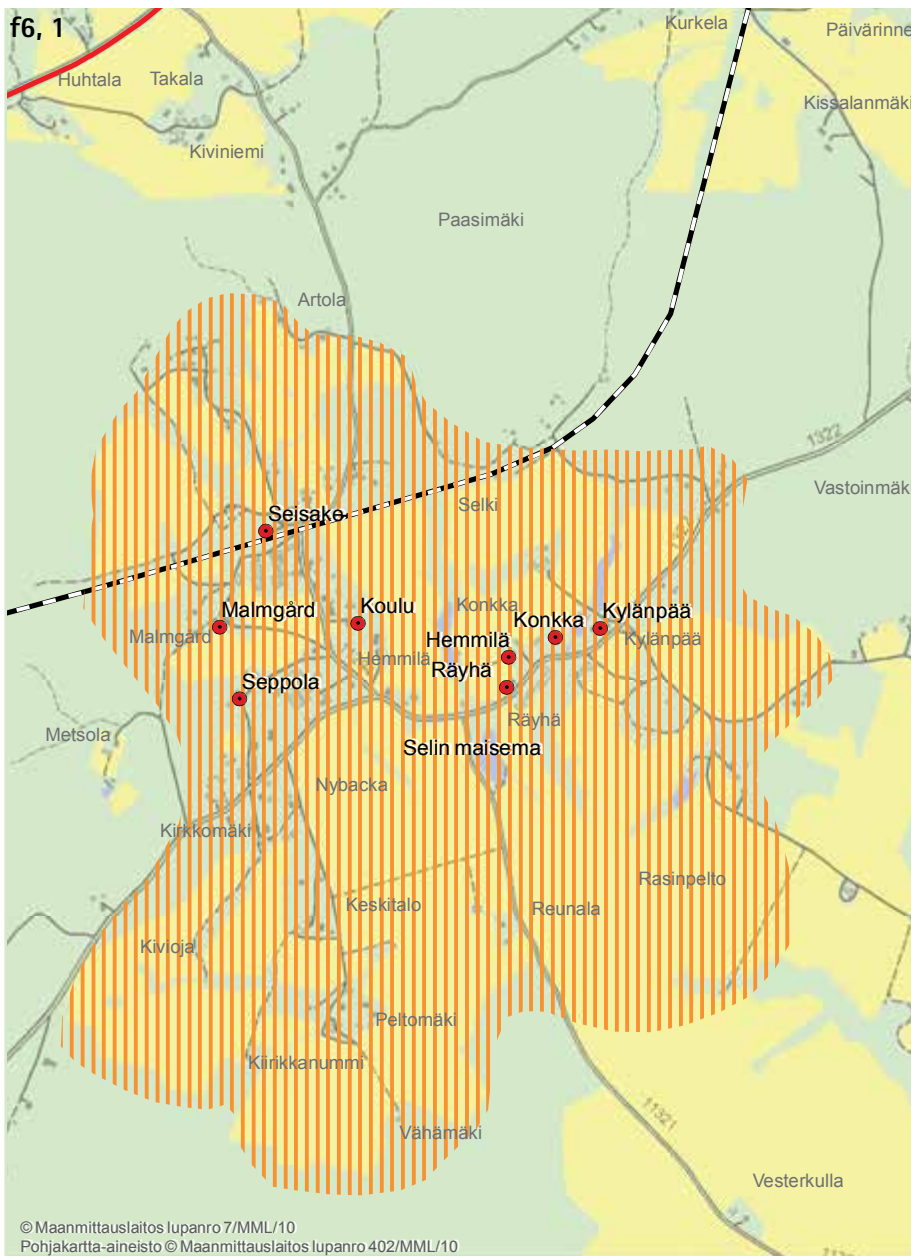 f6, 1
Kurkela
Päivärinne
Huhtala
Takala
Kissalanmäki
Kiviniemi
Paasimäki
Artola
1322
Vastoinmäk
Selki
Seisake
Malmgård
Koulu
Konkka
Konkka
Kylänpää
Malmgård
Hemmilä
Hemmilä
Kylänpää
Räyhä
Seppola
Räyhä
Metsola
Selin maisema
Nybacka
Kirkkomäki
Rasinpelto
Keskitalo
Reunala
Kivioja
Peltomäki
Kiirikkanummi
11321
Vähämäki
Vesterkulla
© Maanmittauslaitos lupanro 7/MML/10
Pohjakartta-aineisto © Maanmittauslaitos lupanro 402/MML/10